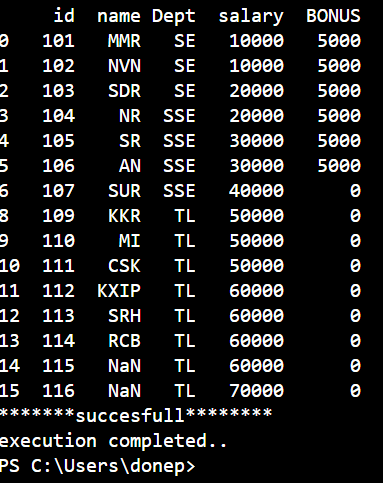 id name Dept salary BONUS
0 101 MMR SE 10000 5000
1 102 NVN SE 10000 5000
2 103 SDR SE 20000 5000
3 104 NR SSE 20000 5000
4 105 SR SSE 30000 5000
5 106 AN SSE 30000 5000
6 107 SUR SSE 40000 0
8 109 KKR TL 50000 0
9 110 MI TL 50000 0
10 111 CSK TL 50000 0
11 112 KXIP TL 60000 0
12 113 SRH TL 60000 0
13 114 RCB TL 60000 0
14 115 NaN TL 60000 0
15 116 NaN TL 70000 0
*******succesfull********
execution completed..
PS C:\Users\donep>